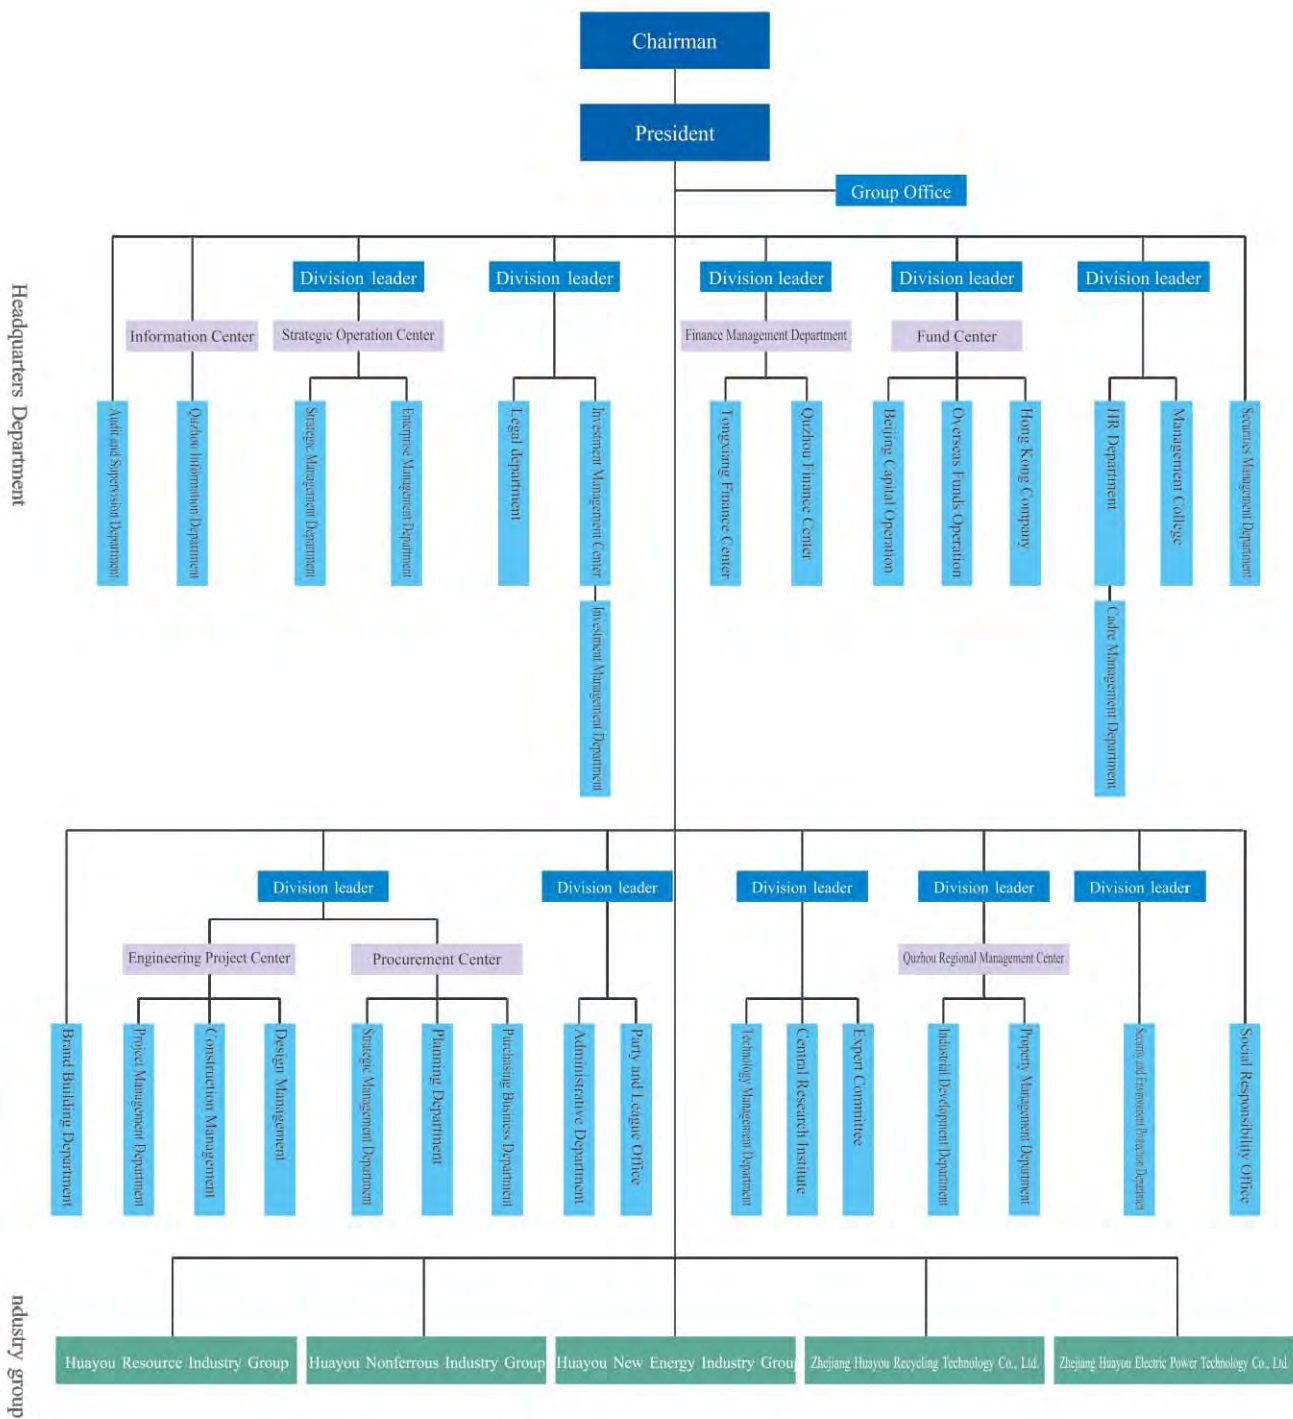 Chairman
President
Group Office
Headquarters Department
Division leader
Division leader
Division leader
Division leader
Division leader
Information Center
Strategic Operation Center
Finance Management Department
Fund Center
Audit and Supervision Department
Quzhou Information Department
Strategic Management Department
Enterprise Management Department
Legal department
Investment Management Center
Tongxiang Finance Center
Quzhou Finance Center
Beijing Capital Operation
Overseas Funds Operation
Hong Kong Company
HR Department
Management College
Securities Management Department
Investment Management Department
Cadre Management Department
Division leader
Division leader
Division leader
Division leader
Division leader
Engineering Project Center
Procurement Center
Quzhou Regional Management Center
Brand Building Department
Project Management Department
Construction Management
Design Management
Strategic Management Department
Planning Department
Purchasing Business Department
Administrative Department
Party and League Office
Technology Management Department
Central Research Institute
Expert Committee
Industrial Development Department
Property Management Department
Security and Environment Protection Departmen
Social Responsibility Office
ndustry group
Huayou Resource Industry Group
Huayou Nonferrous Industry Group
Huayou New Energy Industry Group
Zhejiang Huayou Recycling Technology Co., Ltd.
Zhejiang Huayou Electric Power Technology Co., Ltd.